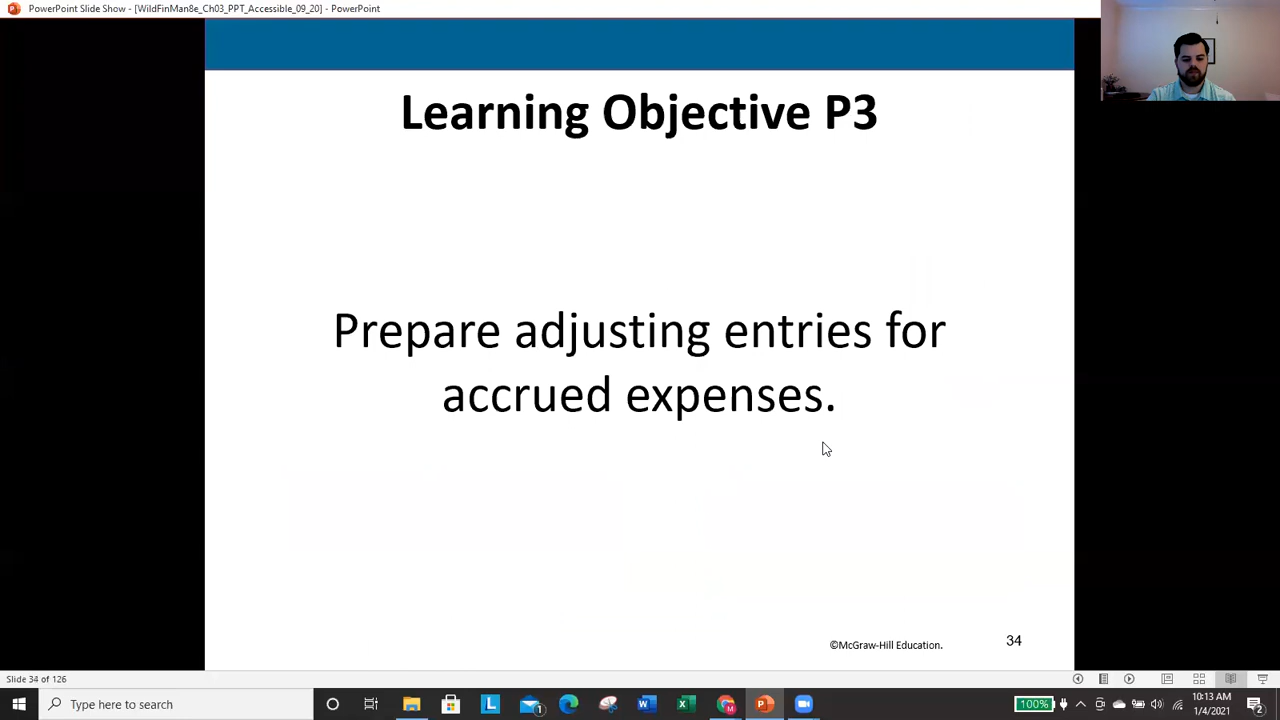 PowerPoint Slide Show - [WildFinMan8e_Ch03_PPT_Accessible_09_20] - PowerPoint
Learning Objective P3
Prepare adjusting entries for
accrued expenses.
©McGraw-Hill Education.
34
Slide 34 of 126
Type here to search
100%
10:13 AM
1/4/2021